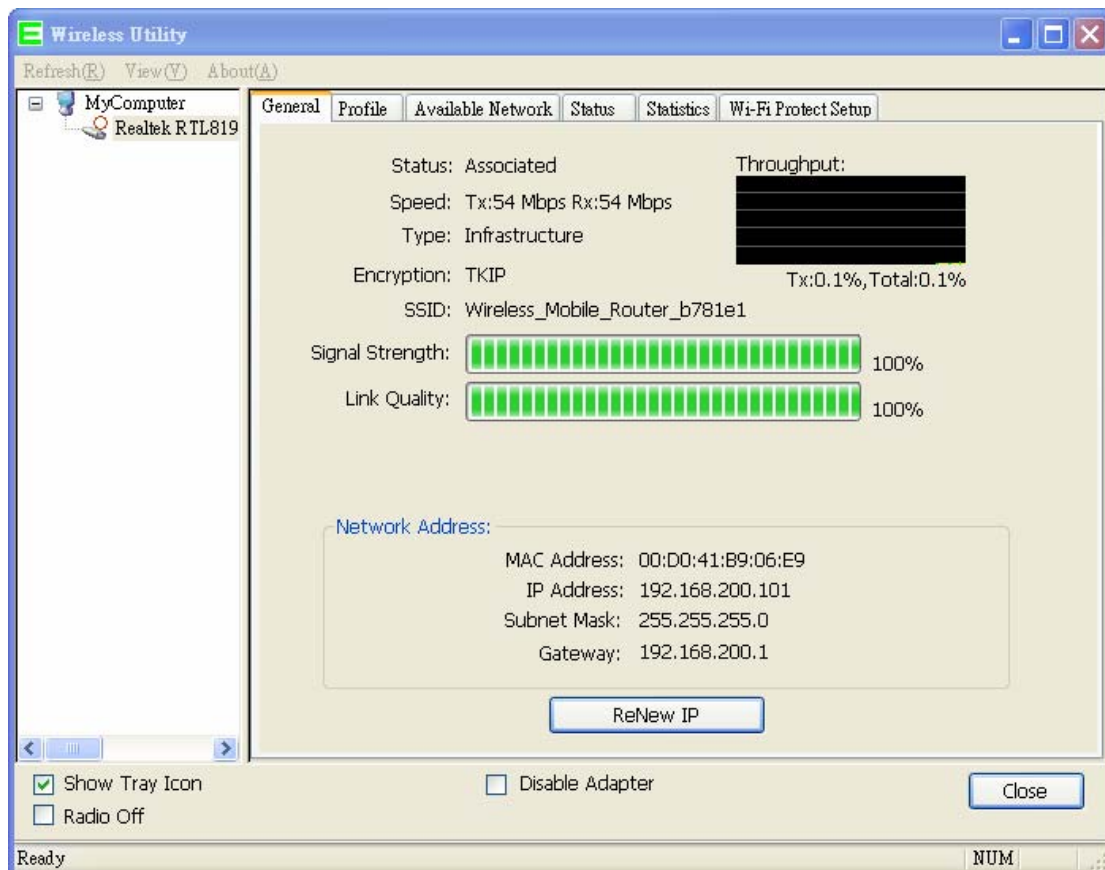 Wireless Utility
Refresh(R) View(V) About(A)
MyComputer
Realtek RTL819
General Profile Available Network Status Statistics Wi-Fi Protect Setup
Status: Associated
Speed: Tx:54 Mbps Rx:54 Mbps
Type: Infrastructure
Encryption: TKIP
SSID: Wireless_Mobile_Router_b781e1
Throughput:
Tx:0.1%,Total:0.1%
Signal Strength: 100%
Link Quality: 100%
Network Address:
MAC Address: 00:D0:41:B9:06:E9
IP Address: 192.168.200.101
Subnet Mask: 255.255.255.0
Gateway: 192.168.200.1
ReNew IP
Show Tray Icon
Radio Off
Disable Adapter
Close
Ready
NUM